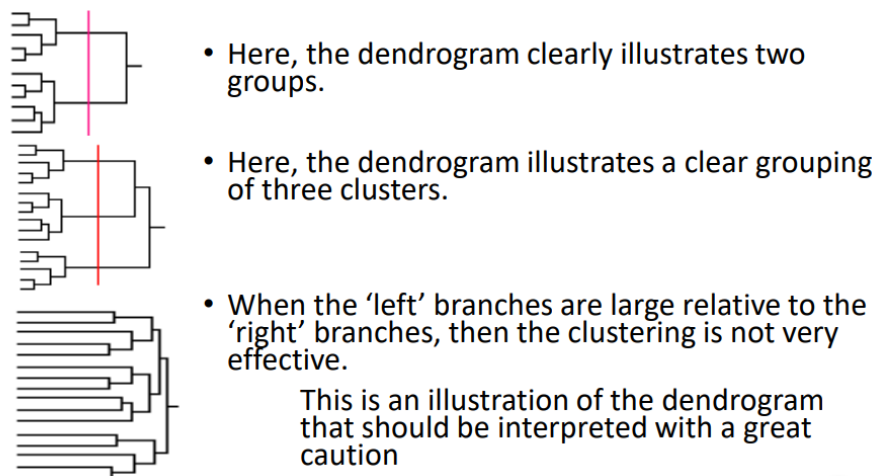 • Here, the dendrogram clearly illustrates two
groups.
• Here, the dendrogram illustrates a clear grouping
of three clusters.
• When the ‘left’ branches are large relative to the
‘right’ branches, then the clustering is not very
effective.
This is an illustration of the dendrogram
that should be interpreted with a great
caution